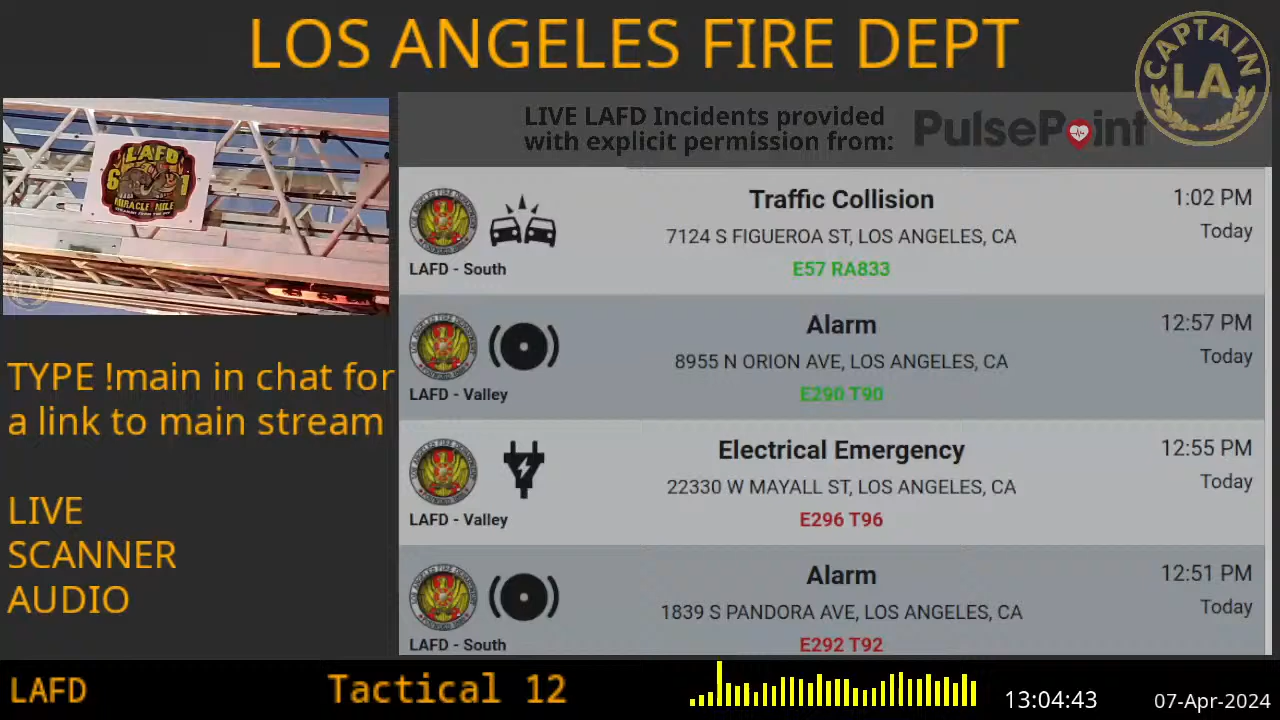 LOS ANGELES FIRE DEPT
CAPTAIN
LA
LIVE LAFD Incidents provided
with explicit permission from:
PulsePoint
LAFD
6 1
MIRACLE MILE
Traffic Collision
1:02 PM
7124 S FIGUEROA ST, LOS ANGELES, CA
Today
LAFD - South
E57 RA833
Alarm
12:57 PM
8955 N ORION AVE, LOS ANGELES, CA
Today
LAFD - Valley
E290 T90
TYPE !main in chat for
a link to main stream
Electrical Emergency
12:55 PM
22330 W MAYALL ST, LOS ANGELES, CA
Today
LAFD - Valley
E296 T96
LIVE
SCANNER
AUDIO
Alarm
12:51 PM
1839 S PANDORA AVE, LOS ANGELES, CA
Today
LAFD - South
E292 T92
LAFD
Tactical 12
13:04:43
07-Apr-2024